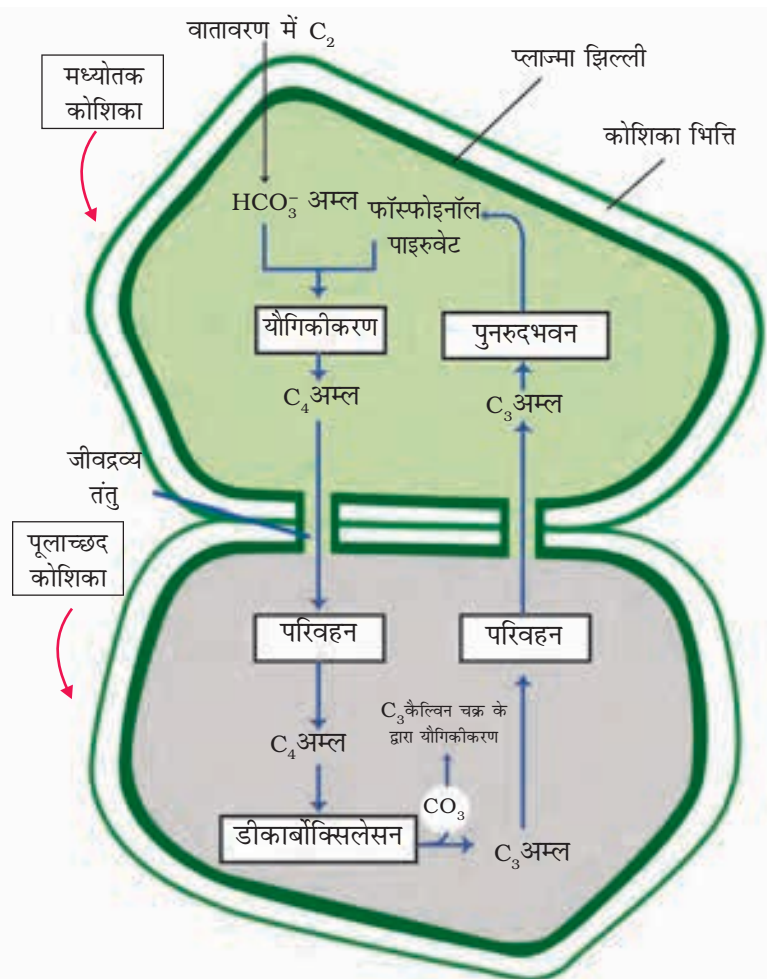 वातावरण में C₂
मध्योतक
कोशिका
प्लाज्मा झिल्ली
कोशिका भित्ति
HCO₃⁻ अम्ल
फॉस्फोइनॉल
पाइरुवेट
यौगिकीकरण
पुनरुदभवन
C₄अम्ल
C₃अम्ल
जीवद्रव्य
तंतु
पूलाच्छद
कोशिका
परिवहन
परिवहन
C₃कैल्विन चक्र के
द्वारा यौगिकीकरण
C₄अम्ल
CO₃
डीकार्बोक्सिलेसन
C₃अम्ल